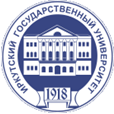 ИРКУТСКИЙ ГОСУДАРСТВЕННЫЙ УНИВЕРСИТЕТ
1918